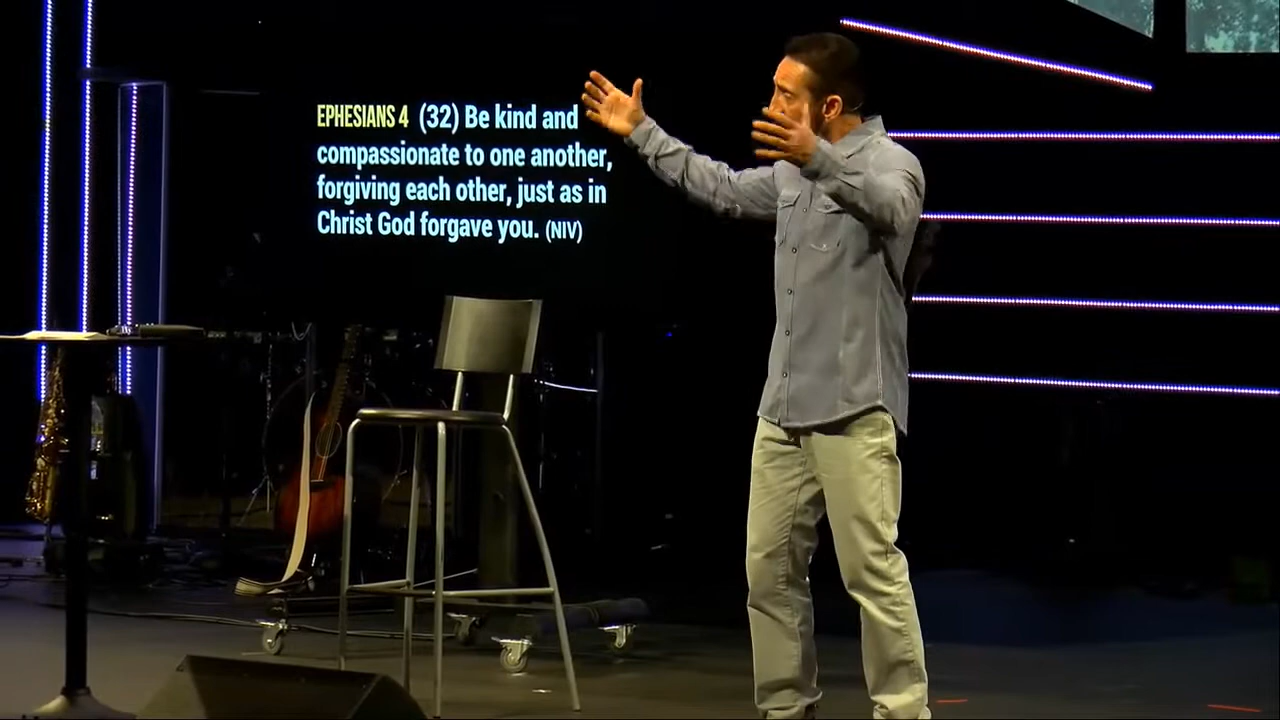 EPHESIANS 4 (32) Be kind and
compassionate to one another,
forgiving each other, just as in
Christ God forgave you. (NIV)